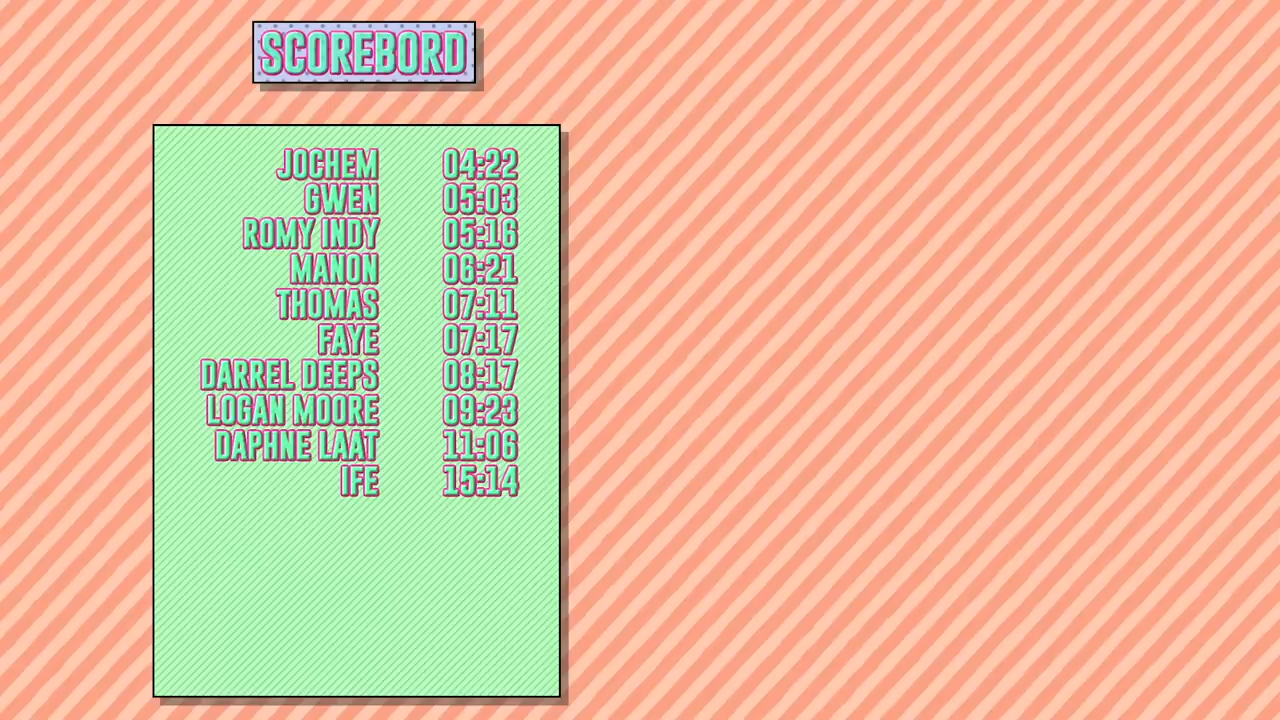 SCOREBORD
JOCHEM 04:22
GWEN 05:03
ROMY INDY 05:16
MANON 06:21
THOMAS 07:11
FAYE 07:17
DARREL DEEPS 08:17
LOGAN MOORE 09:23
DAPHNE LAAT 11:06
IFE 15:14